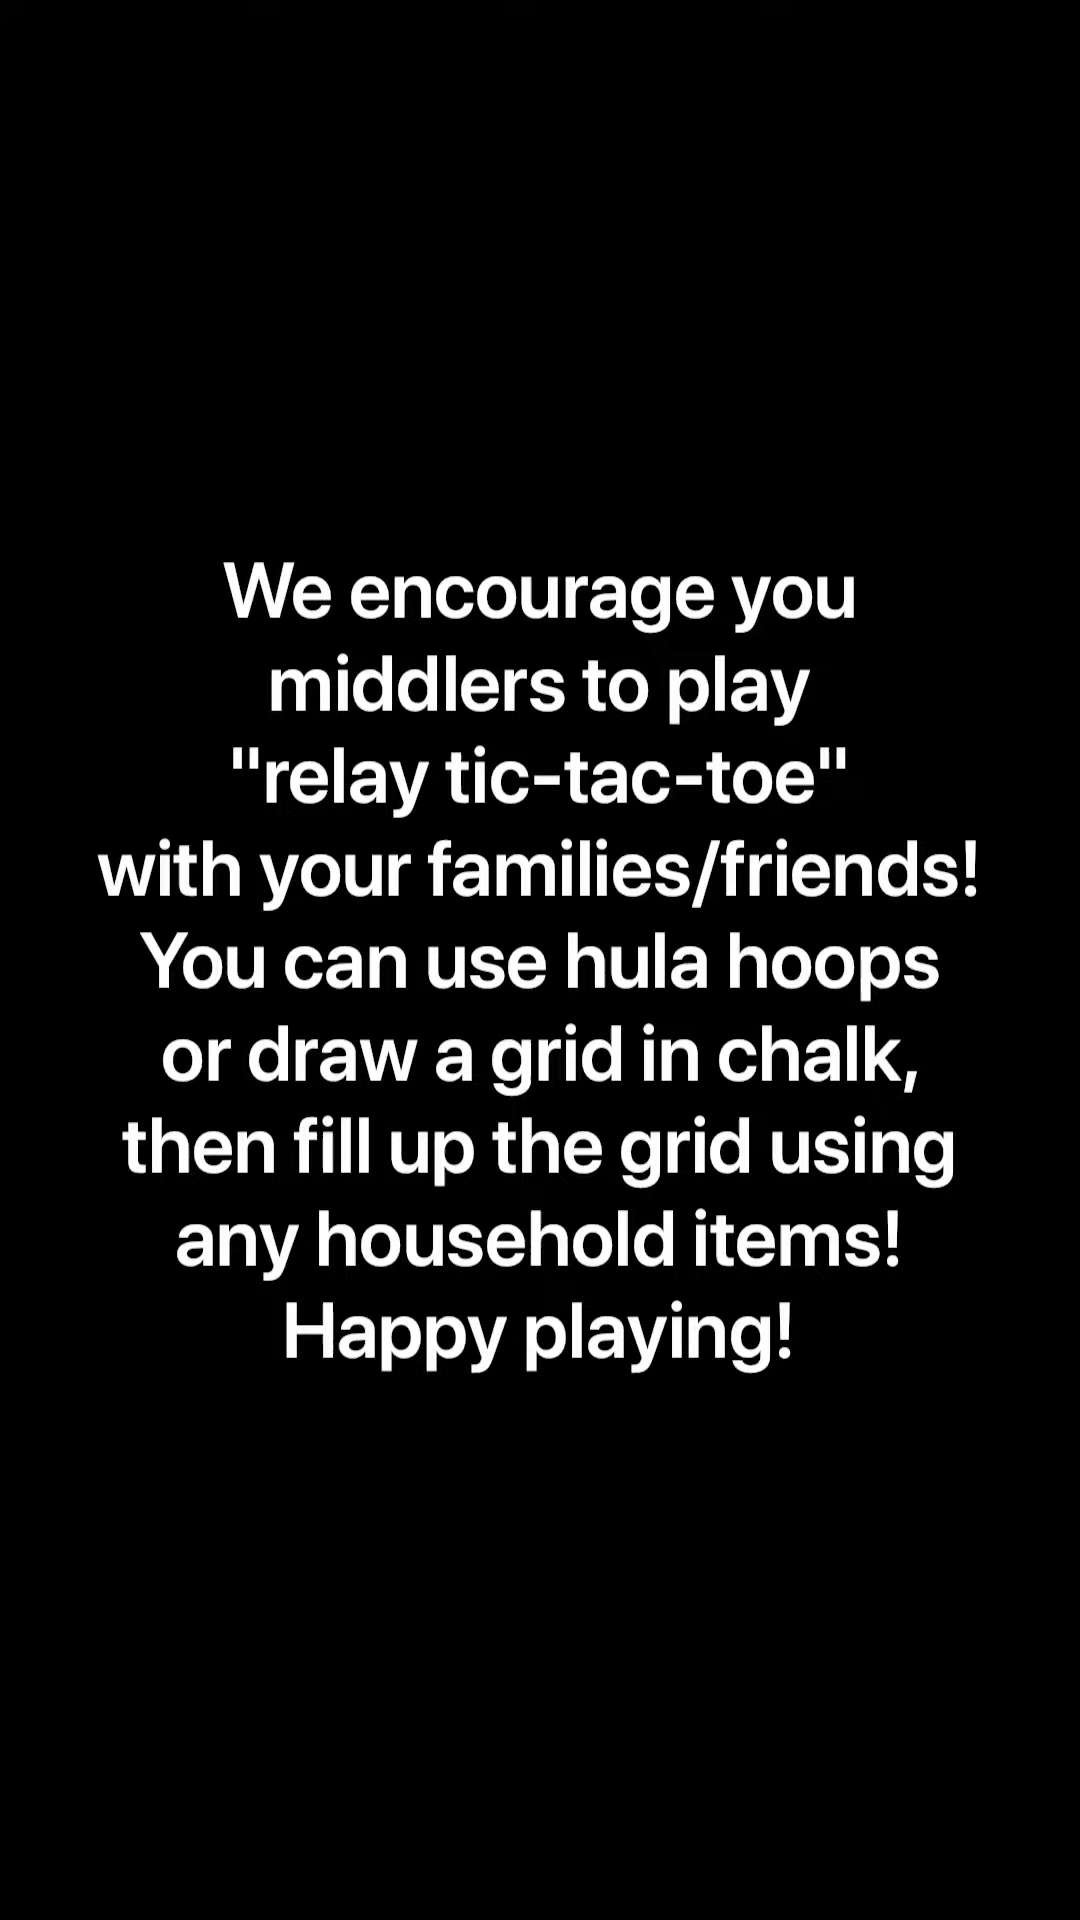 We encourage you
middlers to play
"relay tic-tac-toe"
with your families/friends!
You can use hula hoops
or draw a grid in chalk,
then fill up the grid using
any household items!
Happy playing!